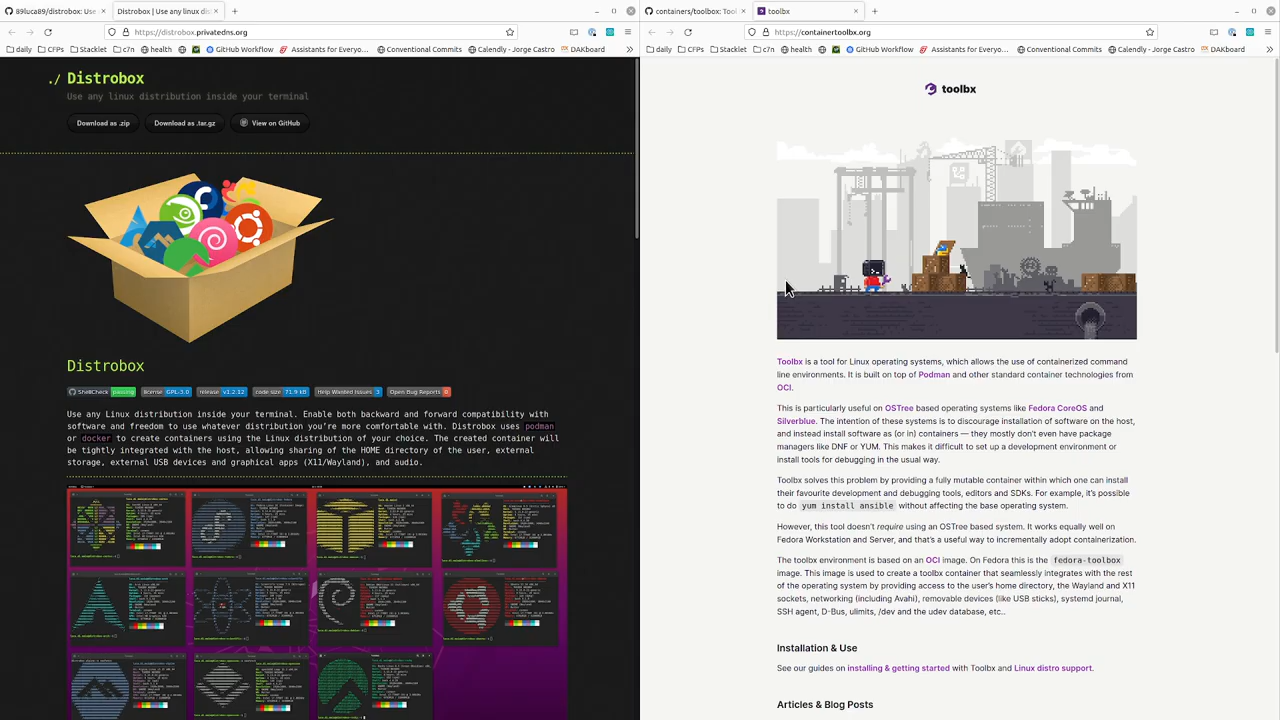 89luca89/distrobox: Use
Distrobox | Use any linux dis
https://distrobox.privatedns.org
daily
CFPs
Stacklet
c7n
health
GitHub Workflow
Assistants for Everyo...
Conventional Commits
Calendly - Jorge Castro
DAKboard
./ Distrobox
Use any linux distribution inside your terminal
Download as .zip
Download as .tar.gz
View on GitHub
Distrobox
ShellCheck passing
license GPL-3.0
release v1.2.12
code size 71.9 kB
Help Wanted Issues 3
Open Bug Reports 8
Use any Linux distribution inside your terminal. Enable both backward and forward compatibility with
software and freedom to use whatever distribution you're more comfortable with. Distrobox uses podman
or docker to create containers using the Linux distribution of your choice. The created container will
be tightly integrated with the host, allowing sharing of the HOME directory of the user, external
storage, external USB devices and graphical apps (X11/Wayland), and audio.
containers/toolbox: Tool
toolbx
https://containertoolbx.org
daily
CFPs
Stacklet
c7n
health
GitHub Workflow
Assistants for Everyo...
Conventional Commits
Calendly - Jorge Castro
DAKboard
toolbx
Toolbx is a tool for Linux operating systems, which allows the use of containerized command
line environments. It is built on top of Podman and other standard container technologies from
OCI.
This is particularly useful on OSTree based operating systems like Fedora CoreOS and
Silverblue. The intention of these systems is to discourage installation of software on the host,
and instead install software as (or in) containers — they mostly don't even have package
managers like DNF or YUM. This makes it difficult to set up a development environment or
install tools for debugging in the usual way.
Toolbx solves this problem by providing a fully mutable container within which one can install
their favourite development and debugging tools, editors and SDKs. For example, it's possible
to do yum install ansible without affecting the base operating system.
However, this tool doesn't require using an OSTree based system. It works equally well on
Fedora Workstation and Server, and that's a useful way to incrementally adopt containerization.
The toolbx environment is based on an OCI image. On Fedora this is the fedora-toolbox
image. This image is used to create a toolbx container that seamlessly integrates with the rest
of the operating system by providing access to the user's home directory, the Wayland and X11
sockets, networking (including Avahi), removable devices (like USB sticks), systemd journal,
SSH agent, D-Bus, ulimits, /dev and the udev database, etc..
Installation & Use
See our guides on installing & getting started with Toolbx and Linux distro support.
Articles & Blog Posts